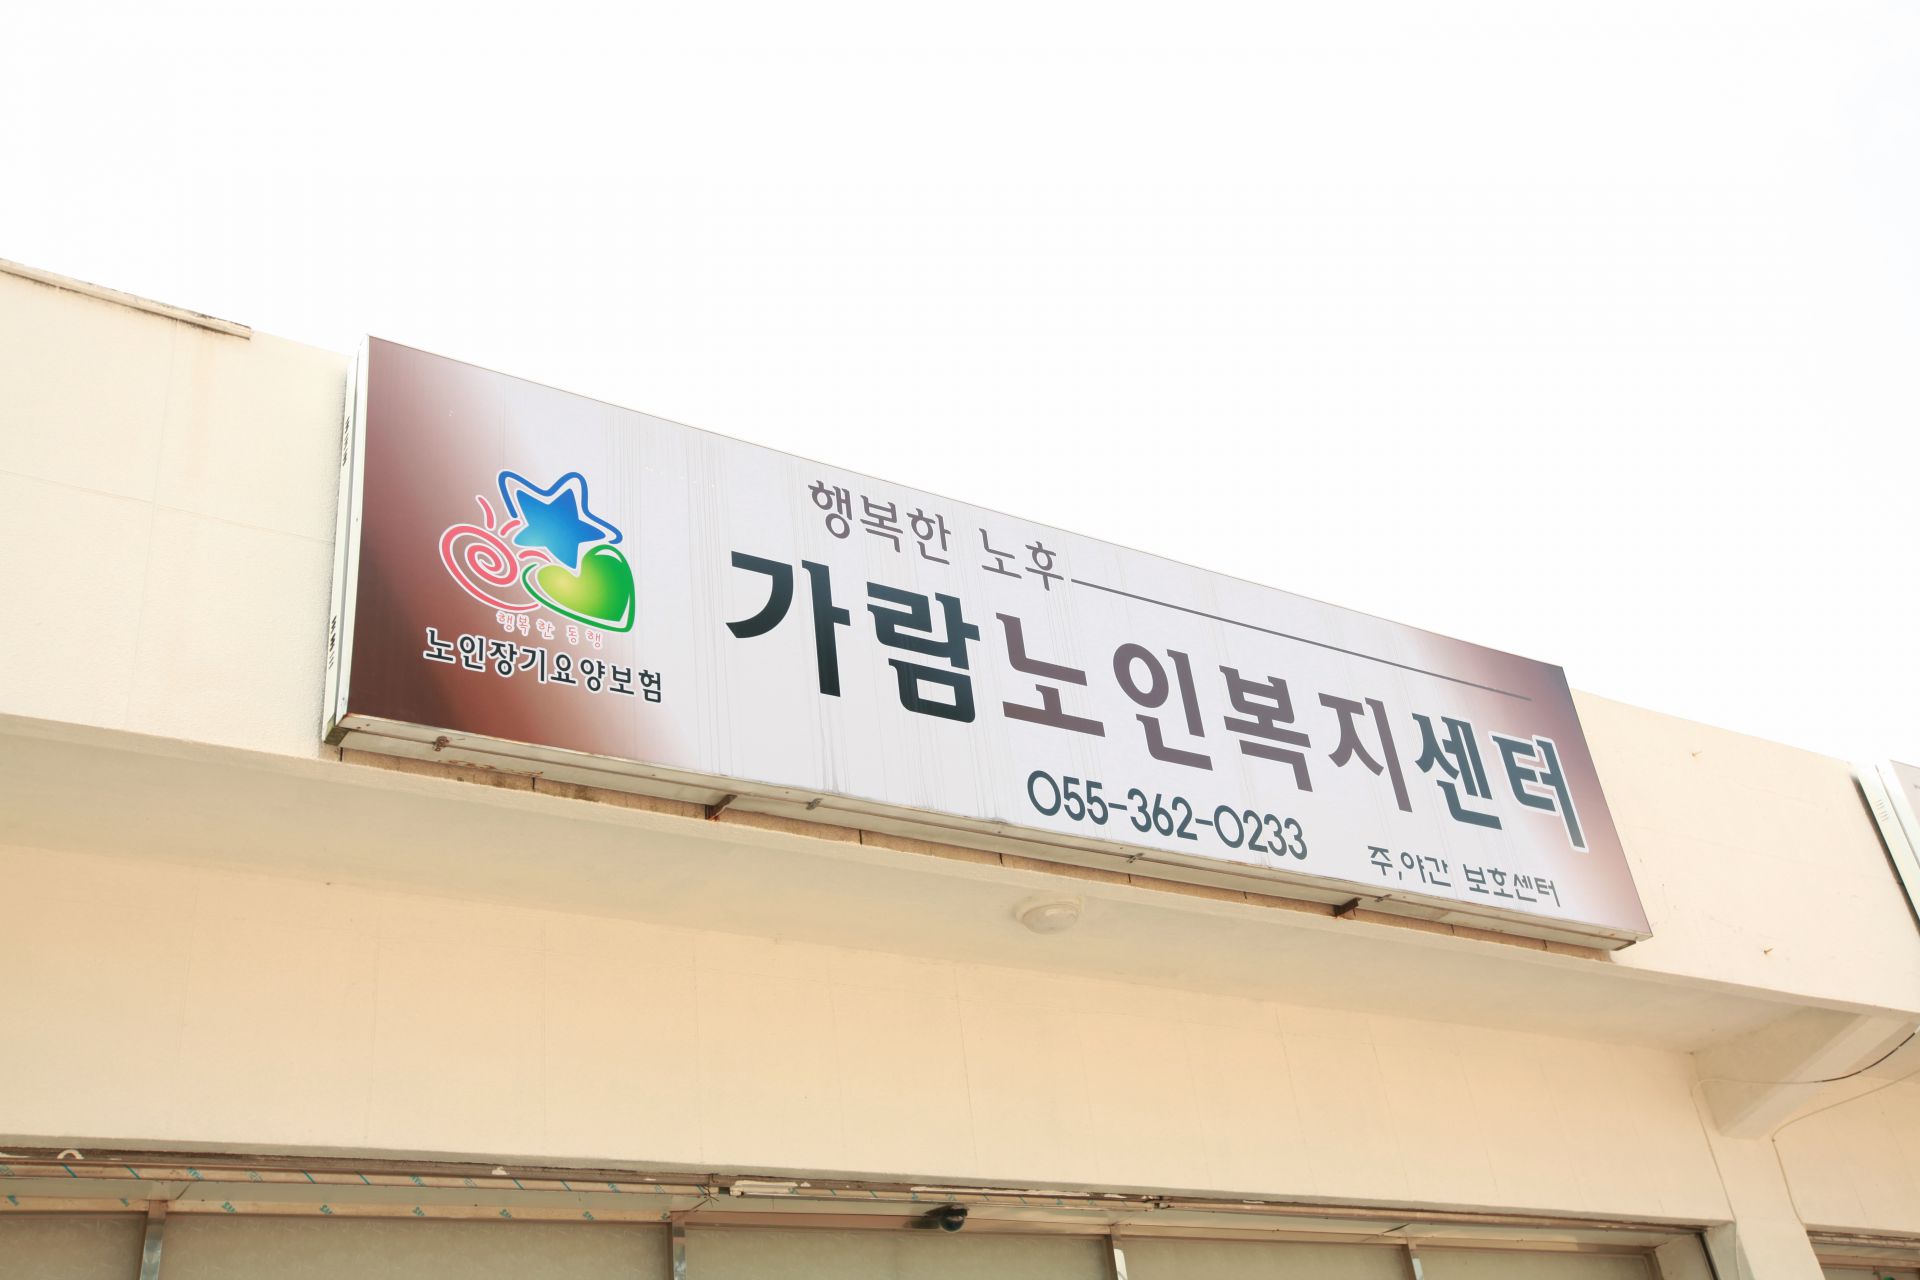 행복한 동행
노인장기요양보험
행복한 노후
가람노인복지센터
055-362-0233
주,야간 보호센터